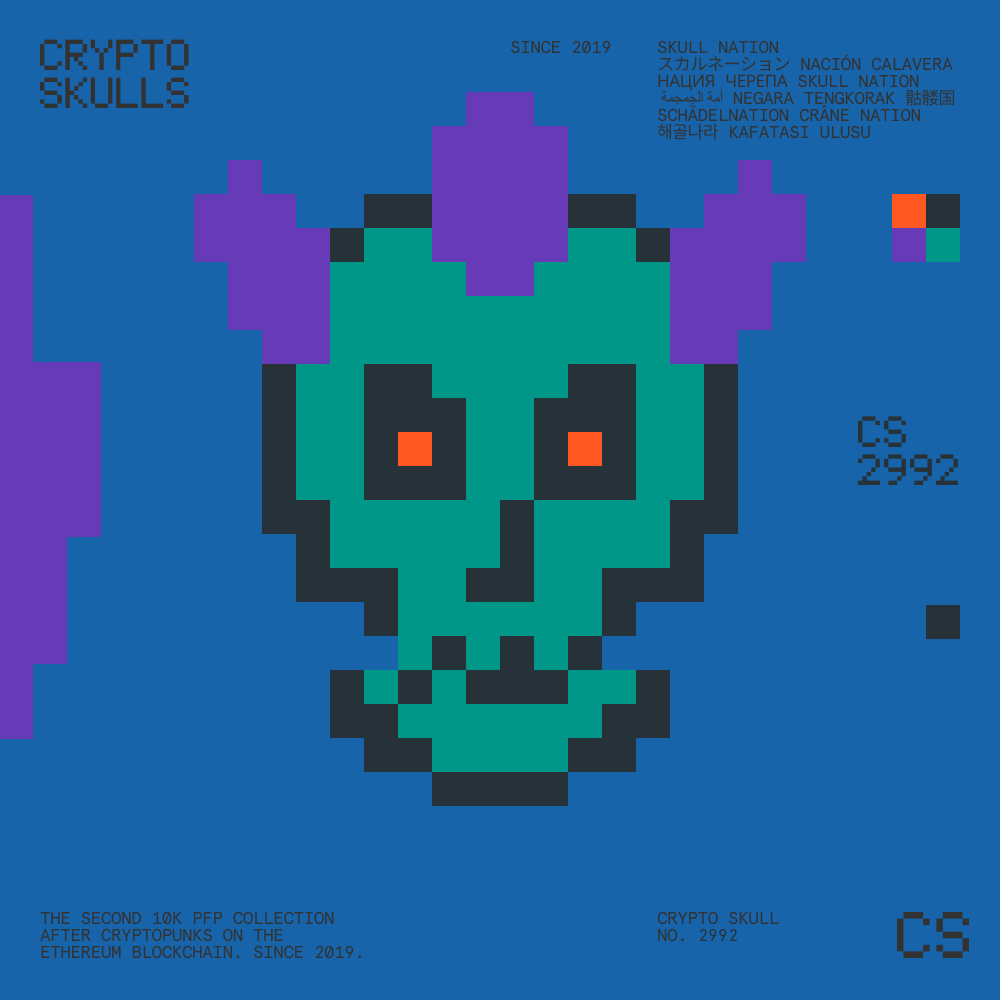 CRYPTO
SKULLS
SINCE 2019
SKULL NATION
スカルネーション NACIÓN CALAVERA
НАЦИЯ ЧЕРЕПА SKULL NATION
أمة الجمجمة NEGARA TENGKORAK 骷髅国
SCHÄDELNATION CRÂNE NATION
해골나라 KAFATASI ULUSU
CS
2992
THE SECOND 10K PFP COLLECTION
AFTER CRYPTOPUNKS ON THE
ETHEREUM BLOCKCHAIN. SINCE 2019.
CRYPTO SKULL
NO. 2992
CS